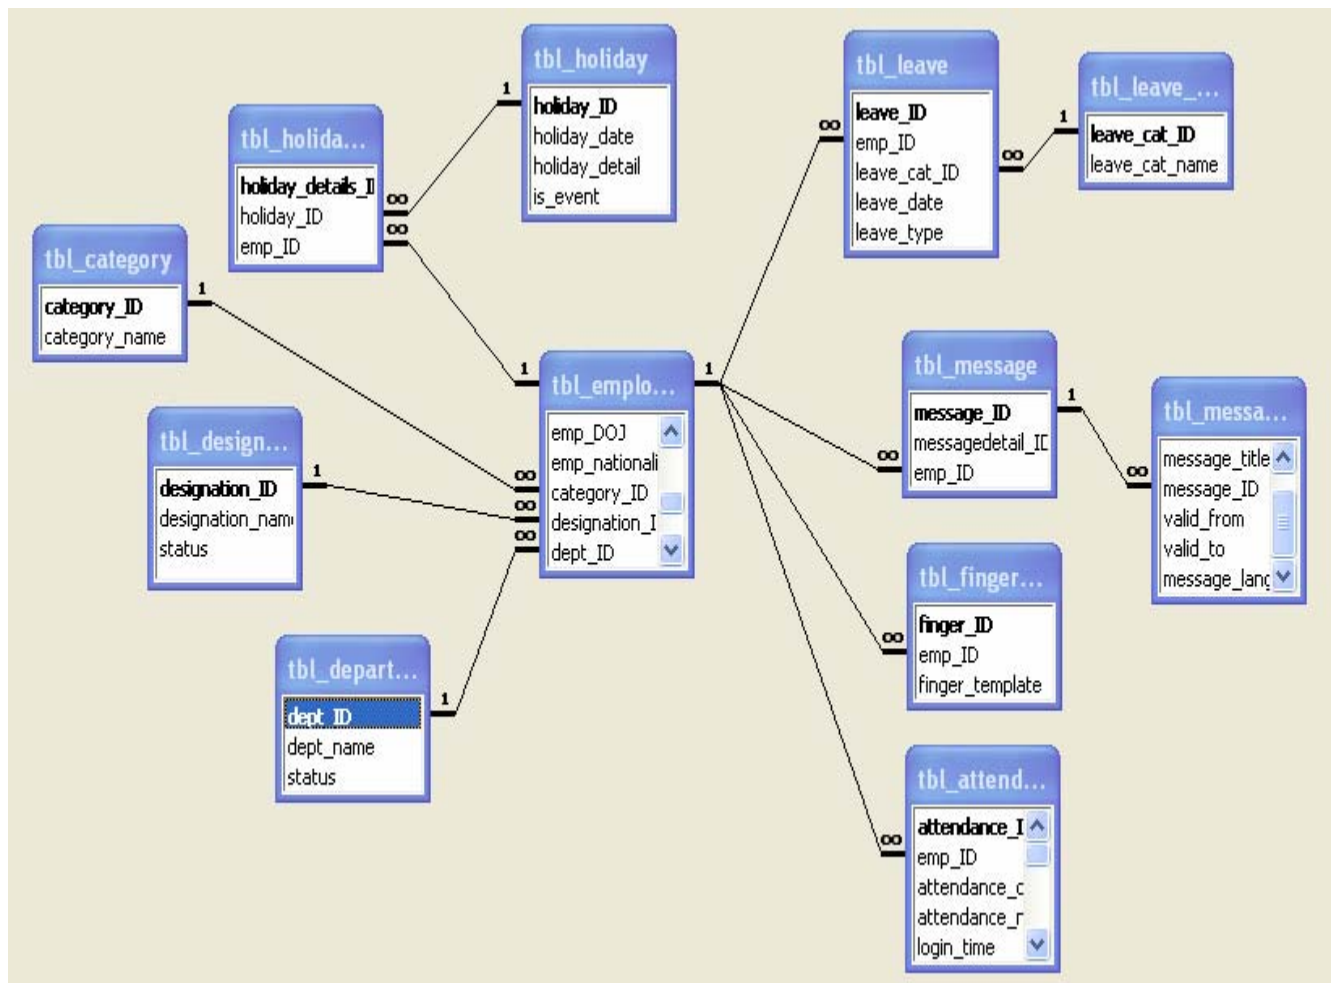 tbl_holiday
holiday_ID
holiday_date
holiday_detail
is_event
tbl_leave
leave_ID
emp_ID
leave_cat_ID
leave_date
leave_type
tbl_leave_...
leave_cat_ID
leave_cat_name
tbl_holida...
holiday_details_I
holiday_ID
emp_ID
tbl_category
category_ID
category_name
tbl_emplo...
emp_DOJ
emp_nationali
category_ID
designation_I
dept_ID
tbl_design...
designation_ID
designation_nam
status
tbl_depart...
dept_ID
dept_name
status
tbl_message
message_ID
messagedetail_ID
emp_ID
tbl_messa...
message_title
message_ID
valid_from
valid_to
message_lang
tbl_finger...
finger_ID
emp_ID
finger_template
tbl_attend...
attendance_I
emp_ID
attendance_c
attendance_r
login_time
1
∞
∞
1
1
∞
∞
∞
1
1
1
1
∞
∞
1
1
∞
∞
∞
∞